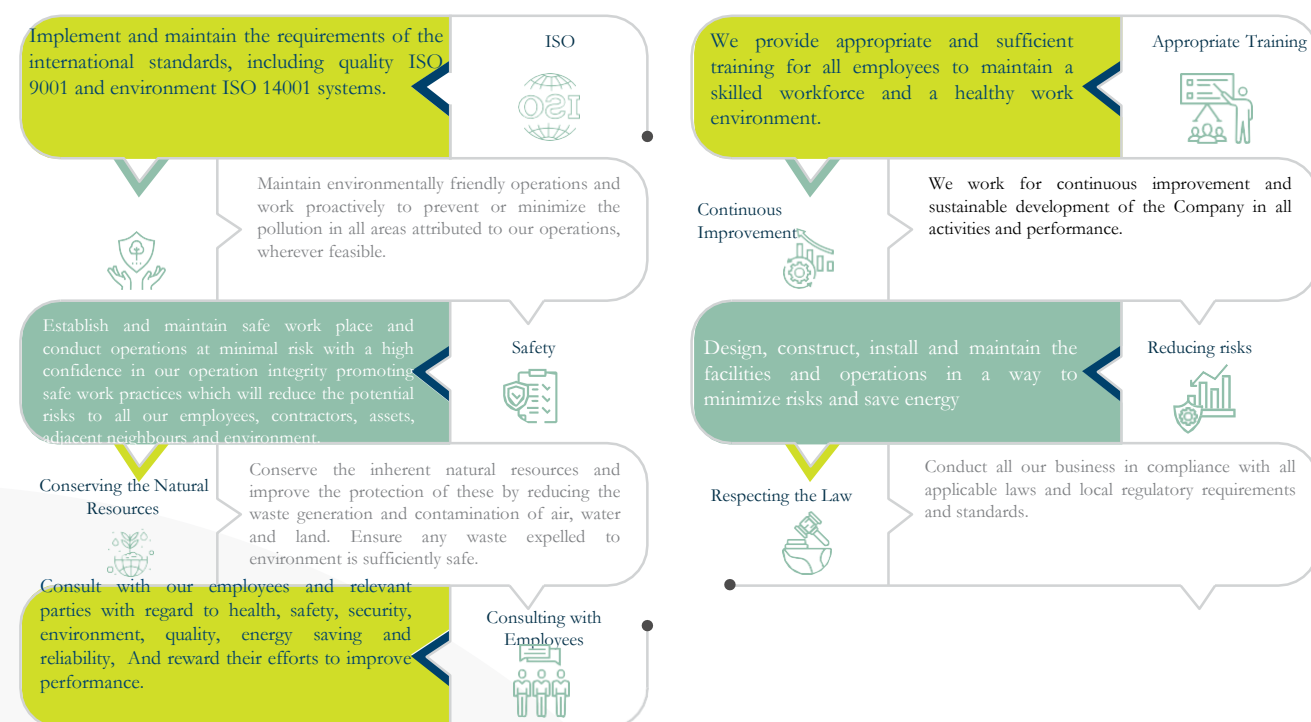 Implement and maintain the requirements of the
international standards, including quality ISO
9001 and environment ISO 14001 systems.
ISO
ISO
Maintain environmentally friendly operations and
work proactively to prevent or minimize the
pollution in all areas attributed to our operations,
wherever feasible.
Establish and maintain safe work place and
conduct operations at minimal risk with a high
confidence in our operation integrity promoting
safe work practices which will reduce the potential
risks to all our employees, contractors, assets,
adjacent neighbours and environment.
Safety
Conserving the Natural
Resources
Conserve the inherent natural resources and
improve the protection of these by reducing the
waste generation and contamination of air, water
and land. Ensure any waste expelled to
environment is sufficiently safe.
Consult with our employees and relevant
parties with regard to health, safety, security,
environment, quality, energy saving and
reliability, And reward their efforts to improve
performance.
Consulting with
Employees
We provide appropriate and sufficient
training for all employees to maintain a
skilled workforce and a healthy work
environment.
Appropriate Training
Continuous
Improvement
We work for continuous improvement and
sustainable development of the Company in all
activities and performance.
Design, construct, install and maintain the
facilities and operations in a way to
minimize risks and save energy
Reducing risks
Respecting the Law
Conduct all our business in compliance with all
applicable laws and local regulatory requirements
and standards.